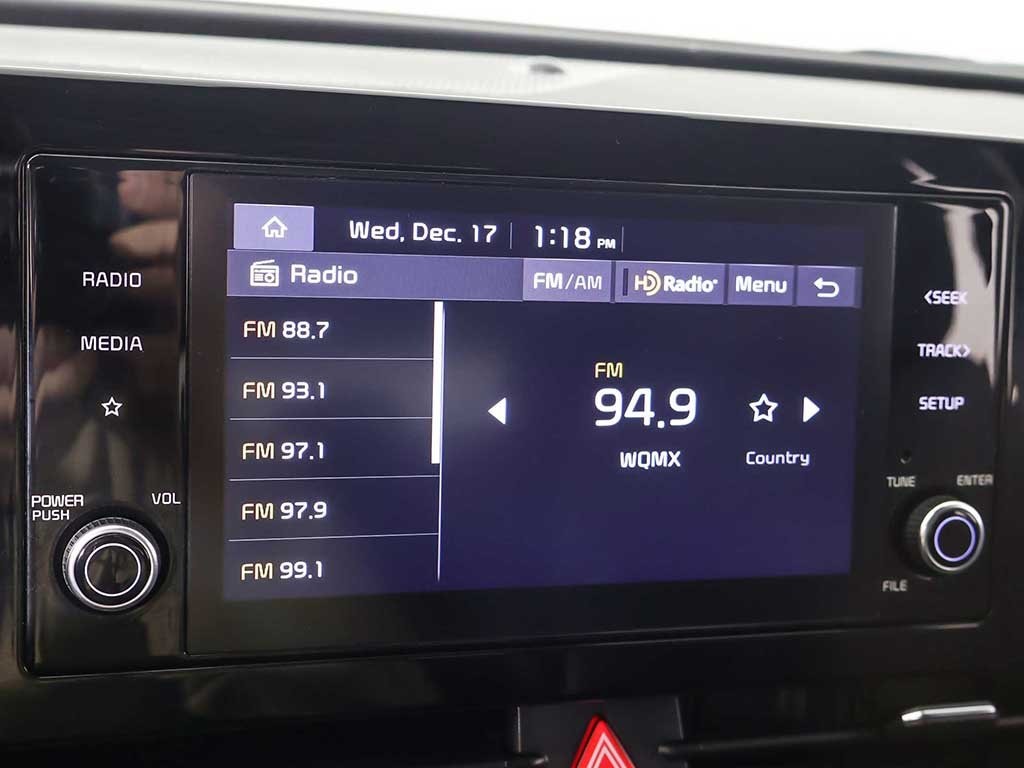 Wed, Dec. 17 1:18 PM
Radio FM/AM HD Radio® Menu
RADIO
MEDIA
POWER
PUSH
VOL
FM 88.7
FM 93.1
FM 97.1
FM 97.9
FM 99.1
FM
94.9
WQMX Country
<SEEK
TRACK>
SETUP
TUNE ENTER
FILE